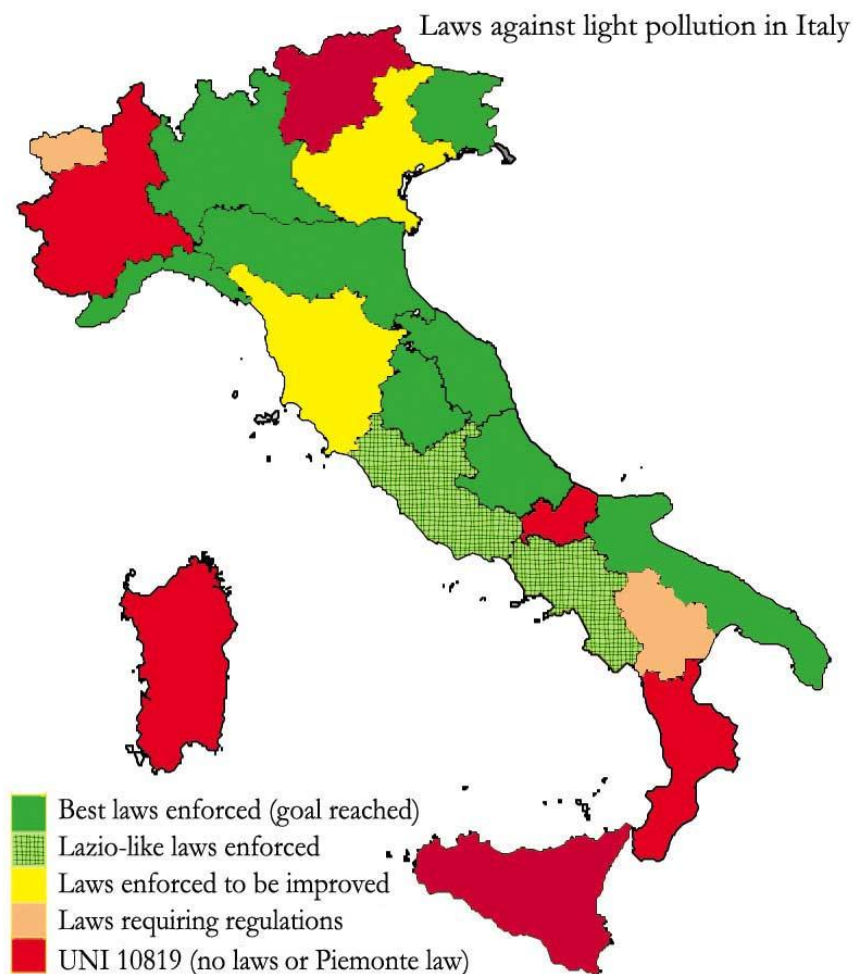 Laws against light pollution in Italy
Best laws enforced (goal reached)
Lazio-like laws enforced
Laws enforced to be improved
Laws requiring regulations
UNI 10819 (no laws or Piemonte law)